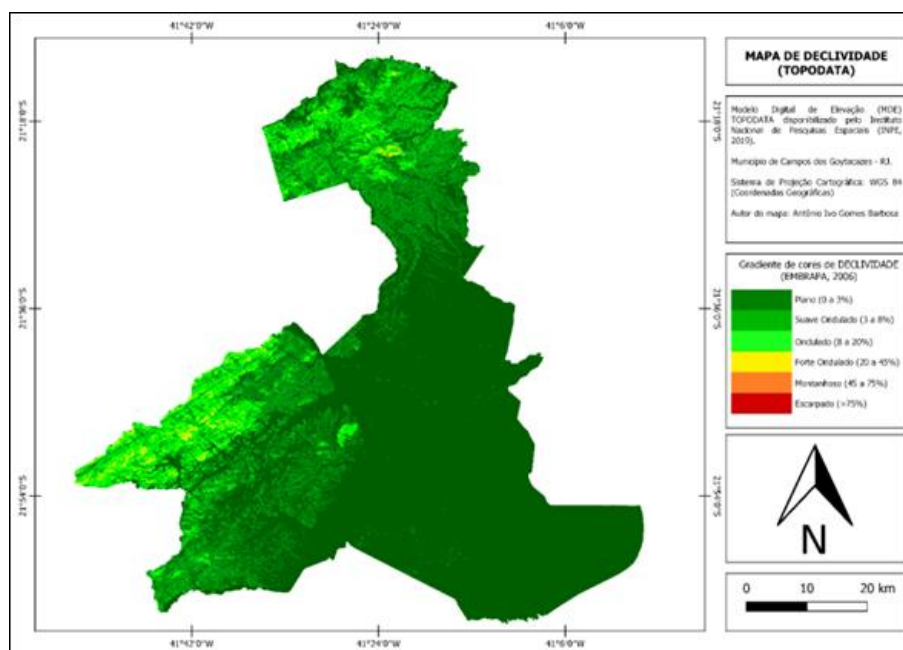 41°42'0"W 41°24'0"W 41°6'0"W
21°18'0"S 21°18'0"S
21°36'0"S 21°36'0"S
21°54'0"S 21°54'0"S
41°42'0"W 41°24'0"W 41°6'0"W
MAPA DE DECLIVIDADE
(TOPODATA)
Modelo Digital de Elevação (MDE)
TOPODATA disponibilizado pelo Instituto
Nacional de Pesquisas Espaciais (INPE,
2019).
Município de Campos dos Goytacazes - RJ.
Sistema de Projeção Cartográfica: WGS 84
(Coordenadas Geográficas)
Autor do mapa: Antônio Ivo Gomes Barbosa
Gradiente de cores de DECLIVIDADE
(EMBRAPA, 2006)
Plano (0 a 3%)
Suave Ondulado (3 a 8%)
Ondulado (8 a 20%)
Forte Ondulado (20 a 45%)
Montanhoso (45 a 75%)
Escarpado (>75%)
N
0 10 20 km